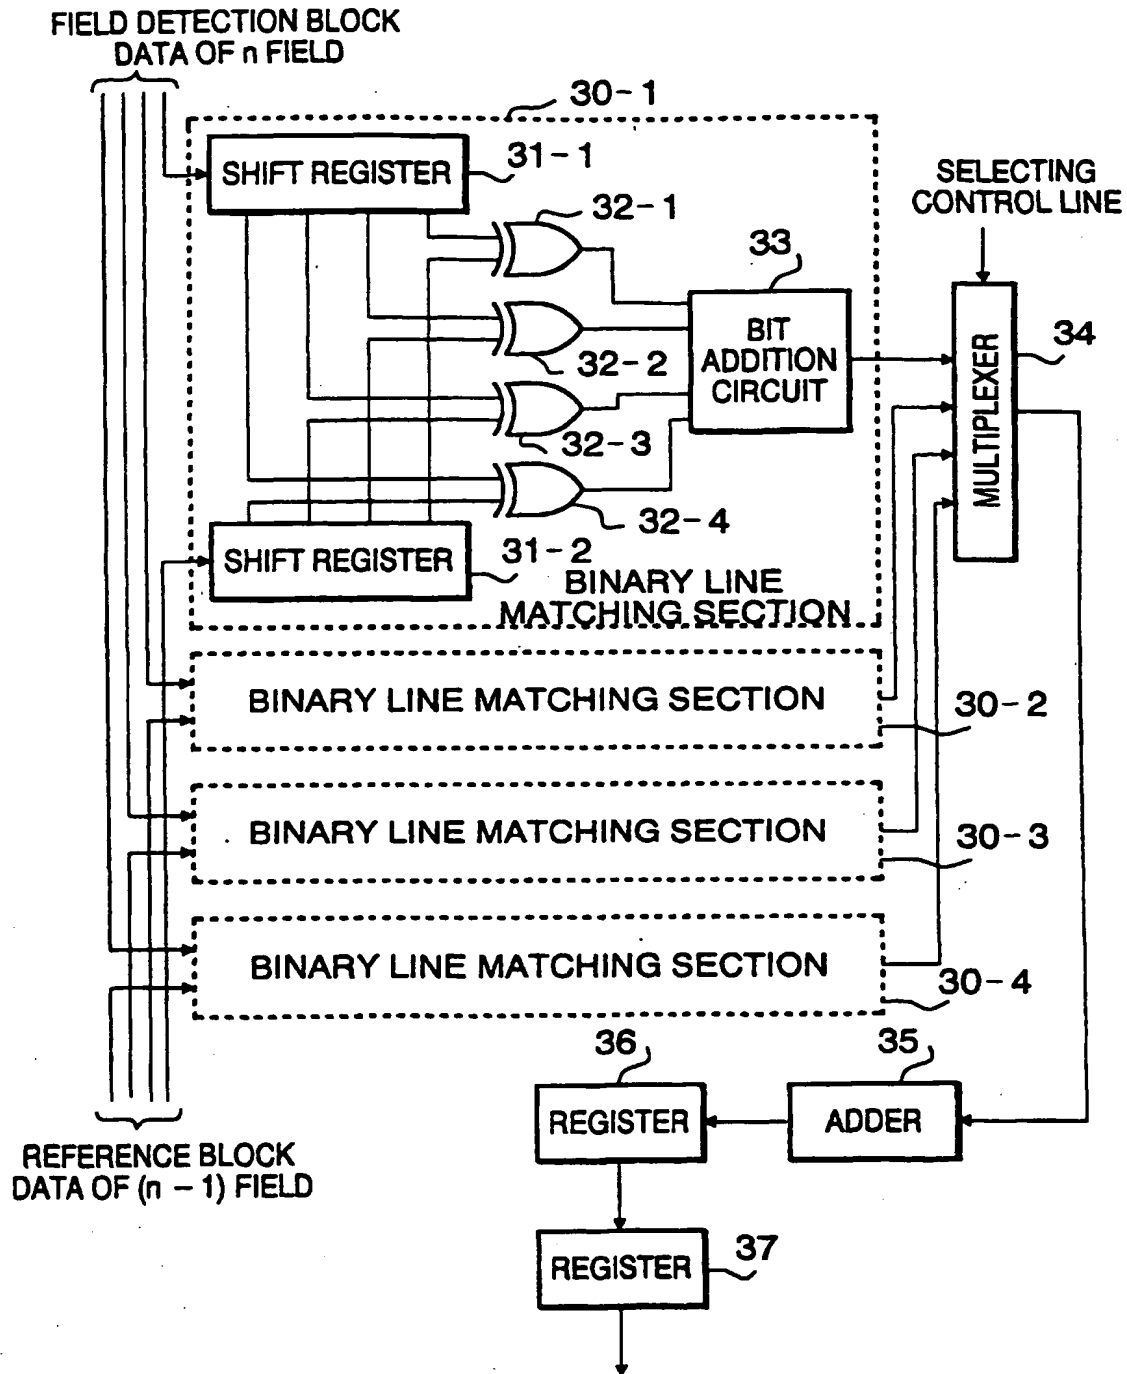 FIELD DETECTION BLOCK
DATA OF n FIELD
30-1
SHIFT REGISTER
31-1
32-1
SELECTING
CONTROL LINE
33
BIT
ADDITION
CIRCUIT
34
MULTIPLEXER
32-2
32-3
32-4
SHIFT REGISTER
31-2
BINARY LINE
MATCHING SECTION
BINARY LINE MATCHING SECTION
30-2
BINARY LINE MATCHING SECTION
30-3
BINARY LINE MATCHING SECTION
30-4
36
35
REGISTER
ADDER
REFERENCE BLOCK
DATA OF (n - 1) FIELD
REGISTER
37